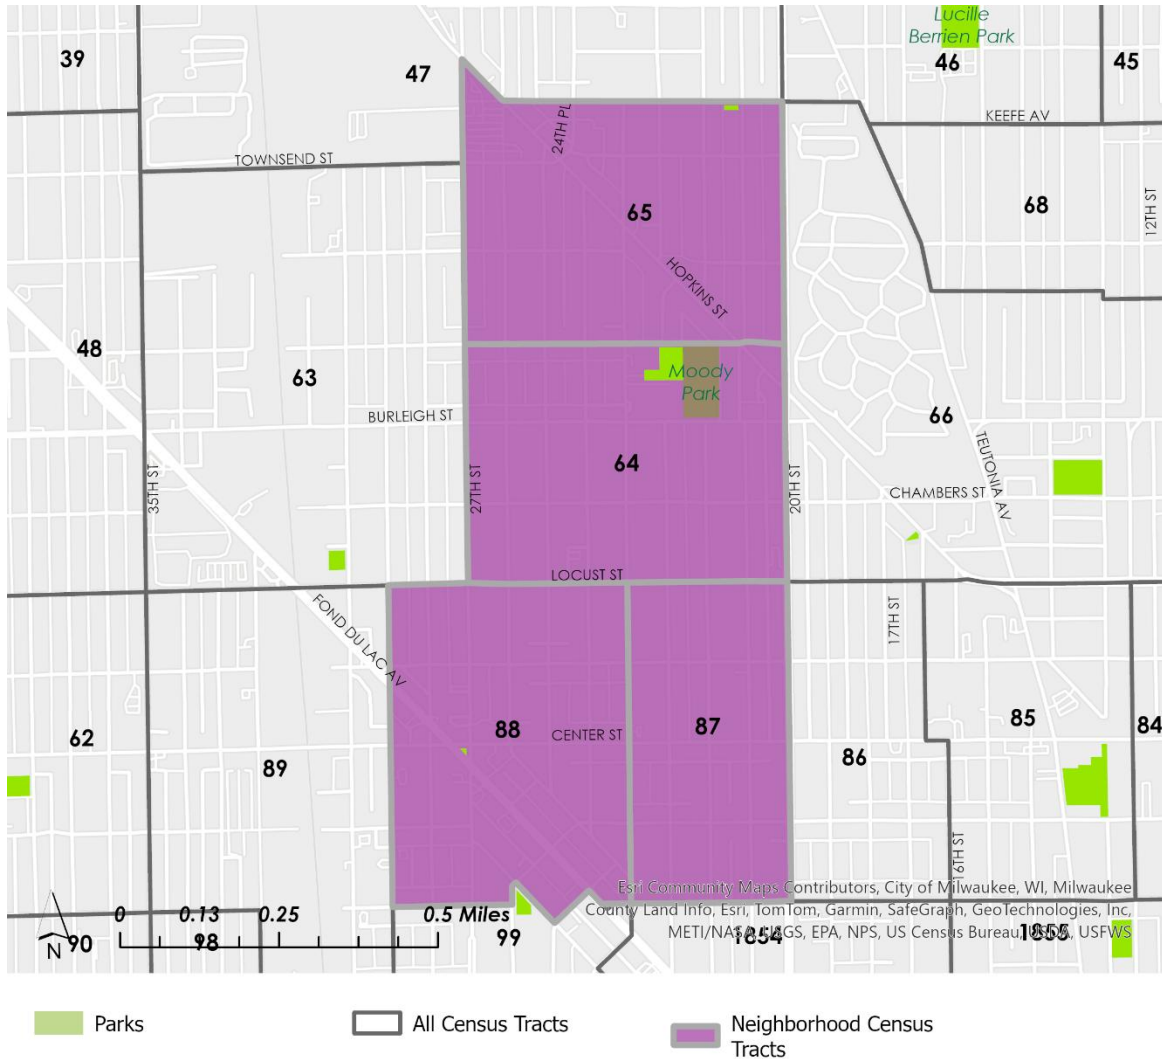 Lucille
Berrien Park
39
47
46
45
KEEFE AV
24TH PL
TOWNSEND ST
65
68
12TH ST
HOPKINS ST
48
63
Moody
Park
BURLEIGH ST
66
64
TEUTONIA AV
35TH ST
27TH ST
20TH ST
CHAMBERS ST
LOCUST ST
FOND DU LAC AV
17TH ST
62
89
88
CENTER ST
87
86
85
84
16TH ST
Esri Community Maps Contributors, City of Milwaukee, WI, Milwaukee
County Land Info, Esri, TomTom, Garmin, SafeGraph, GeoTechnologies, Inc,
METI/NASA, USGS, EPA, NPS, US Census Bureau, USDA, USFWS
0 0.13 0.25 0.5 Miles
N
90
98
99
1854
1855
Parks
All Census Tracts
Neighborhood Census
Tracts